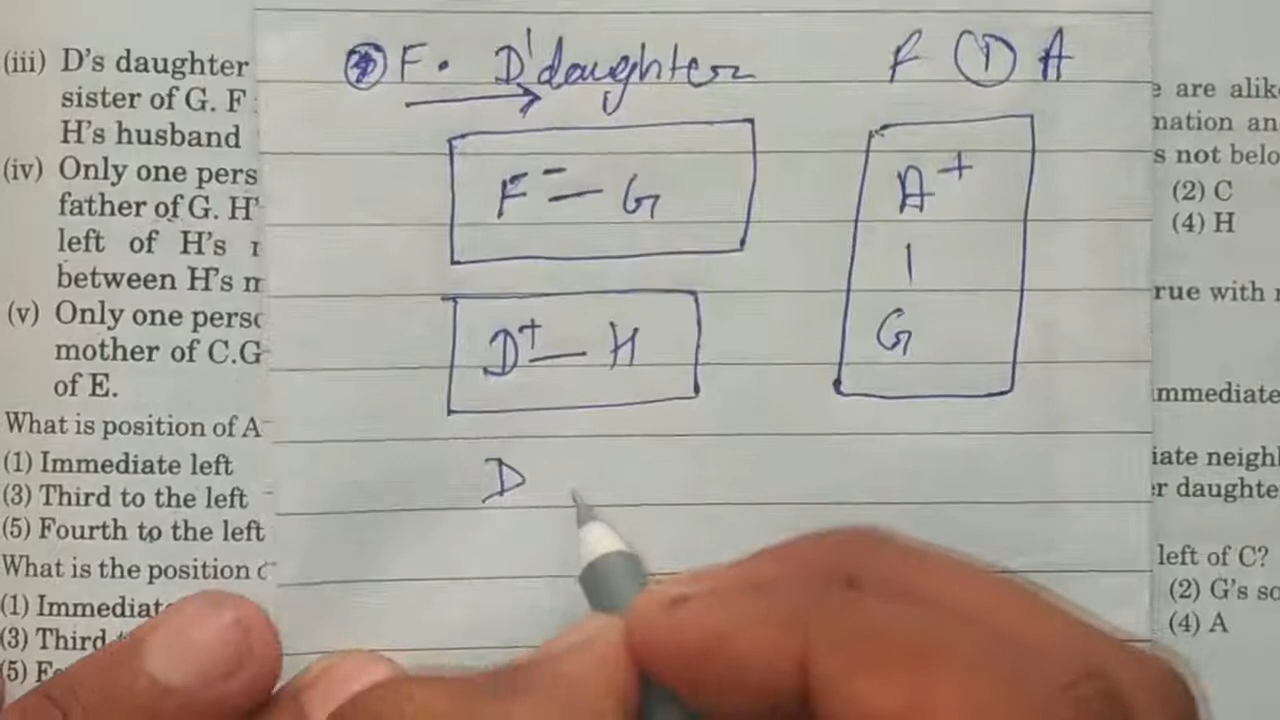 (iii) D's daughter
sister of G. F
H's husband
(iv) Only one pers
father of G. H'
left of H's
between H's m
(v) Only one perso
mother of C.G
of E.
What is position of A
(1) Immediate left
(3) Third to the left
(5) Fourth to the left
What is the position
(1) Immediat
(3) Third
(5)
F. D'daughter
F - G
D + H
D
F (1) A
A +
|
G
e are alik
mation an
s not belo
(2) C
(4) H
rue with
mmediate
iate neighl
er daughte
left of C?
(2) G's so
(4) A